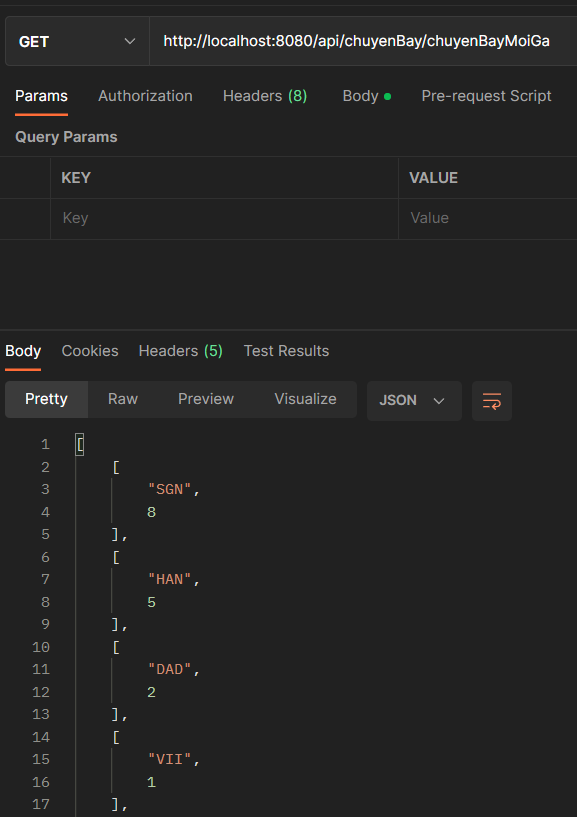 GET http://localhost:8080/api/chuyenBay/chuyenBayMoiGa
Params Authorization Headers (8) Body Pre-request Script
Query Params
KEY VALUE
Key Value
Body Cookies Headers (5) Test Results
Pretty Raw Preview Visualize JSON
1 [
2 [
3 "SGN",
4 8
5 ],
6 [
7 "HAN",
8 5
9 ],
10 [
11 "DAD",
12 2
13 ],
14 [
15 "VII",
16 1
17 ],